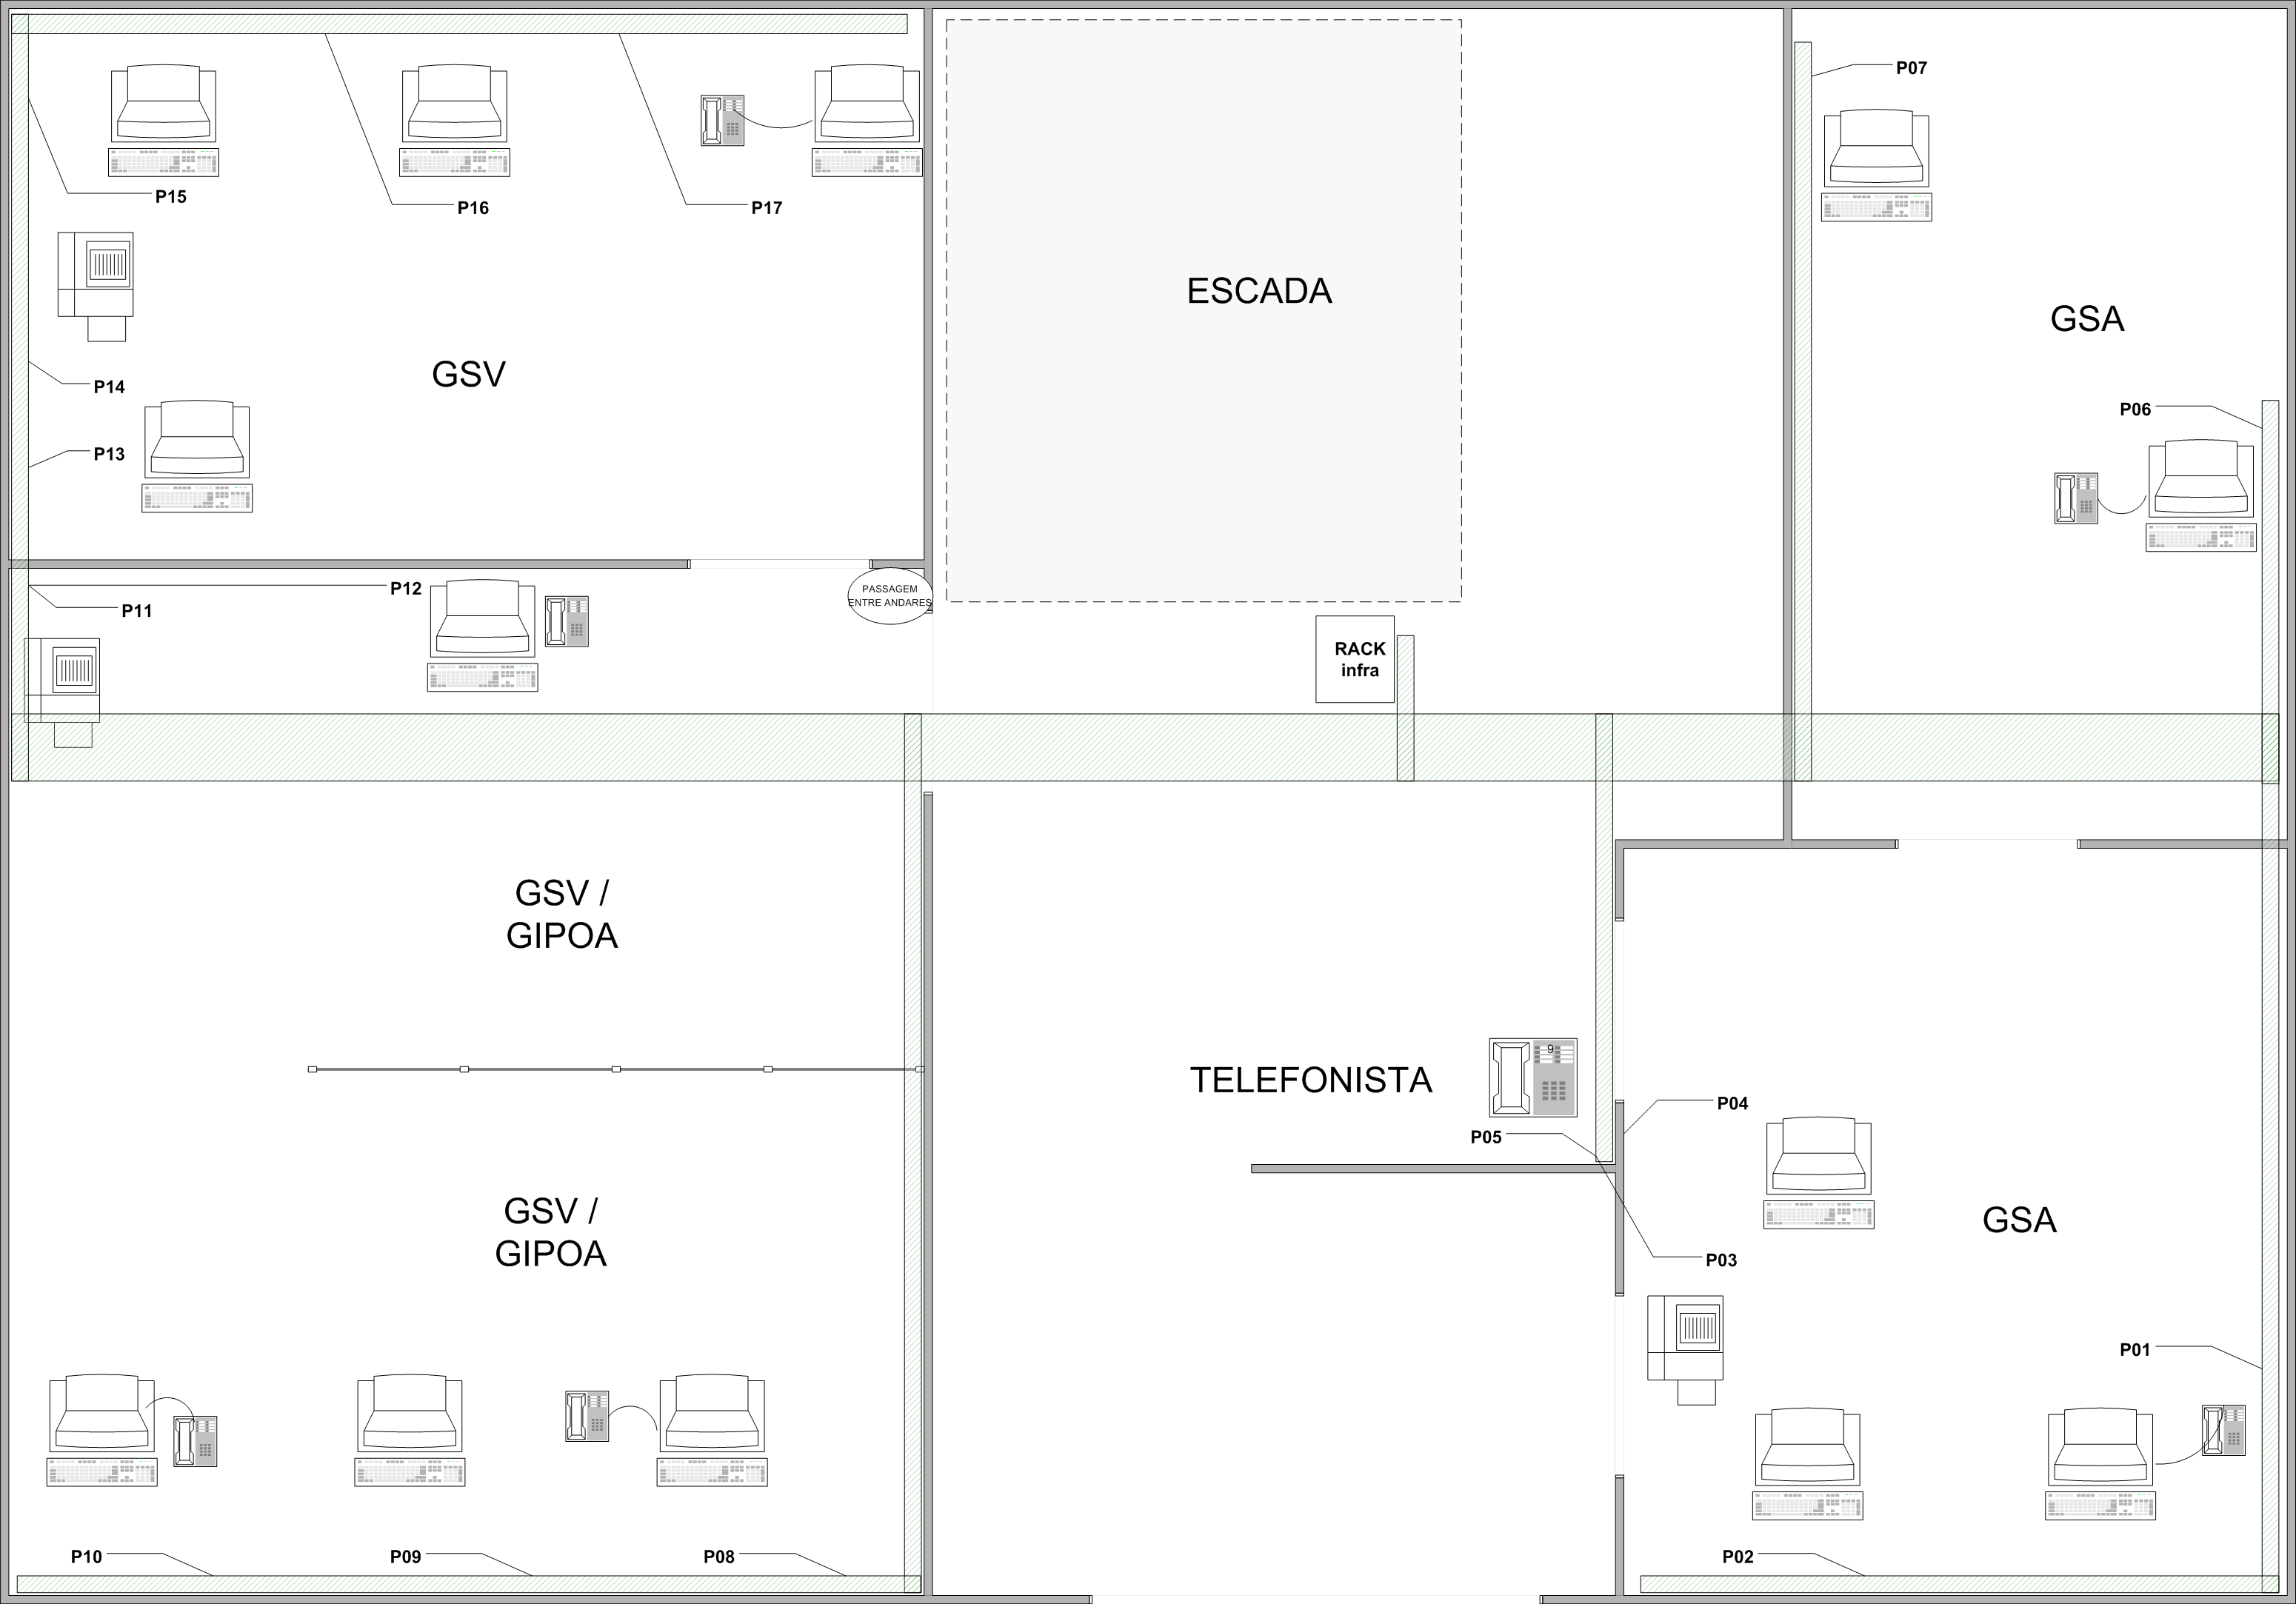 P07
P15
P16
P17
ESCADA
GSA
GSV
P14
P06
P13
P12
PASSAGEM
ENTRE ANDARES
P11
RACK
infra
GSV /
GIPOA
9
TELEFONISTA
P04
P05
GSV /
GIPOA
GSA
P03
P01
P10
P09
P08
P02